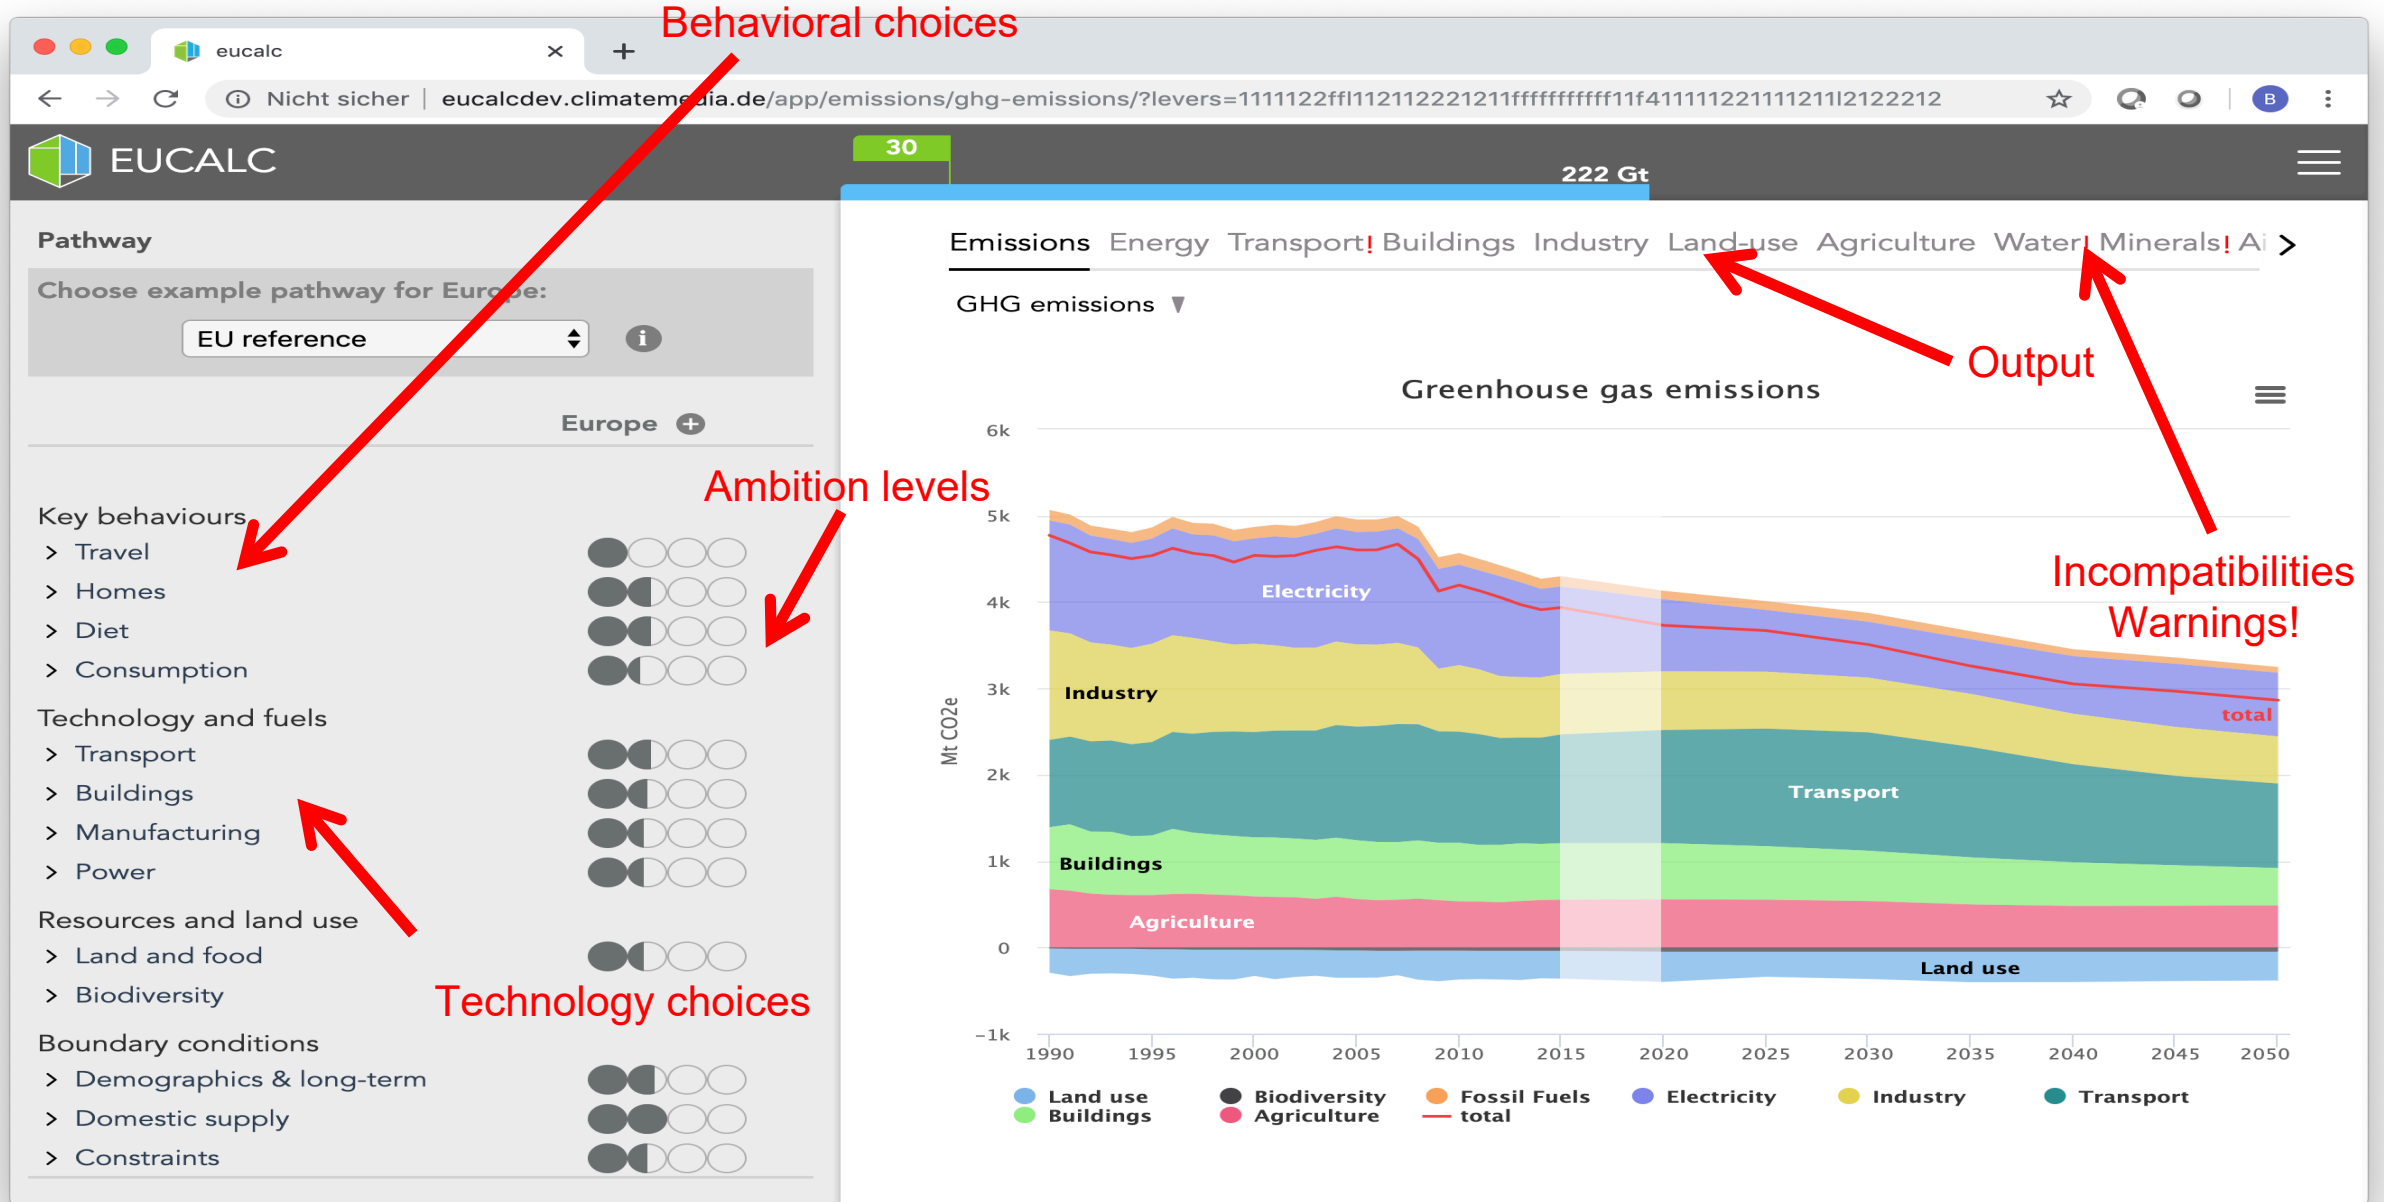 Behavioral choices
eucalc
Nicht sicher | eucalcdev.climatemedia.de/app/emissions/ghg-emissions/?levers=1111122ffl112112221211fffffffffff11f411111221111211l2122212
B
EUCALC
30
222 Gt
Pathway
Choose example pathway for Europe:
EU reference
i
Europe
Emissions Energy Transport! Buildings Industry Land-use Agriculture Water! Minerals! Ai
GHG emissions
Output
Greenhouse gas emissions
Ambition levels
Incompatibilities
Warnings!
Key behaviours
Travel
Homes
Diet
Consumption
Technology and fuels
Transport
Buildings
Manufacturing
Power
Resources and land use
Land and food
Biodiversity
Technology choices
Boundary conditions
Demographics & long-term
Domestic supply
Constraints
Mt CO2e
6k
5k
4k
3k
2k
1k
0
−1k
Electricity
Industry
total
Transport
Buildings
Agriculture
Land use
1990 1995 2000 2005 2010 2015 2020 2025 2030 2035 2040 2045 2050
Land use Biodiversity Fossil Fuels Electricity Industry Transport
Buildings Agriculture total